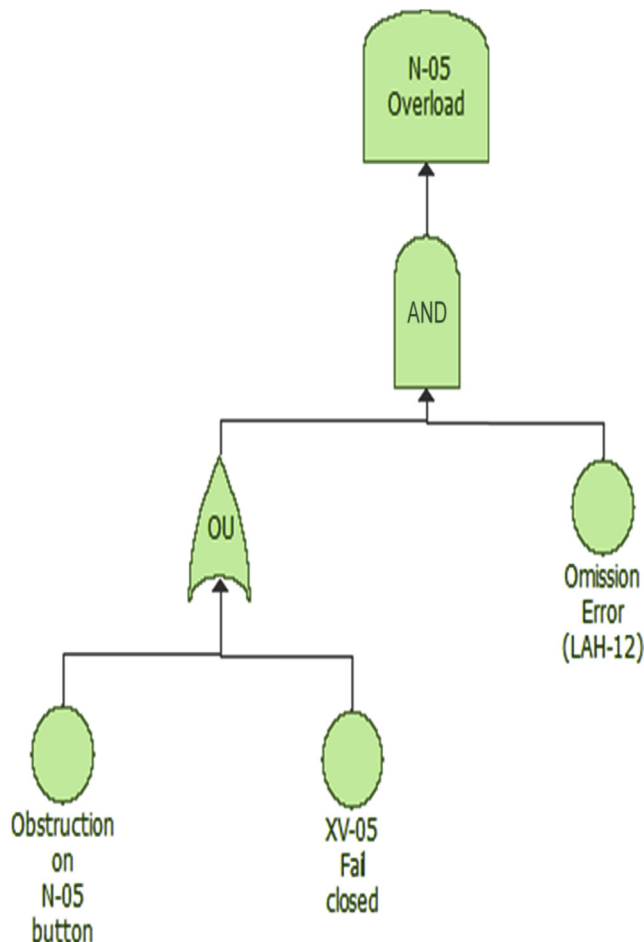 N-05
Overload
AND
OU
Omission
Error
(LAH-12)
Obstruction
on
N-05
button
XV-05
Fail
closed